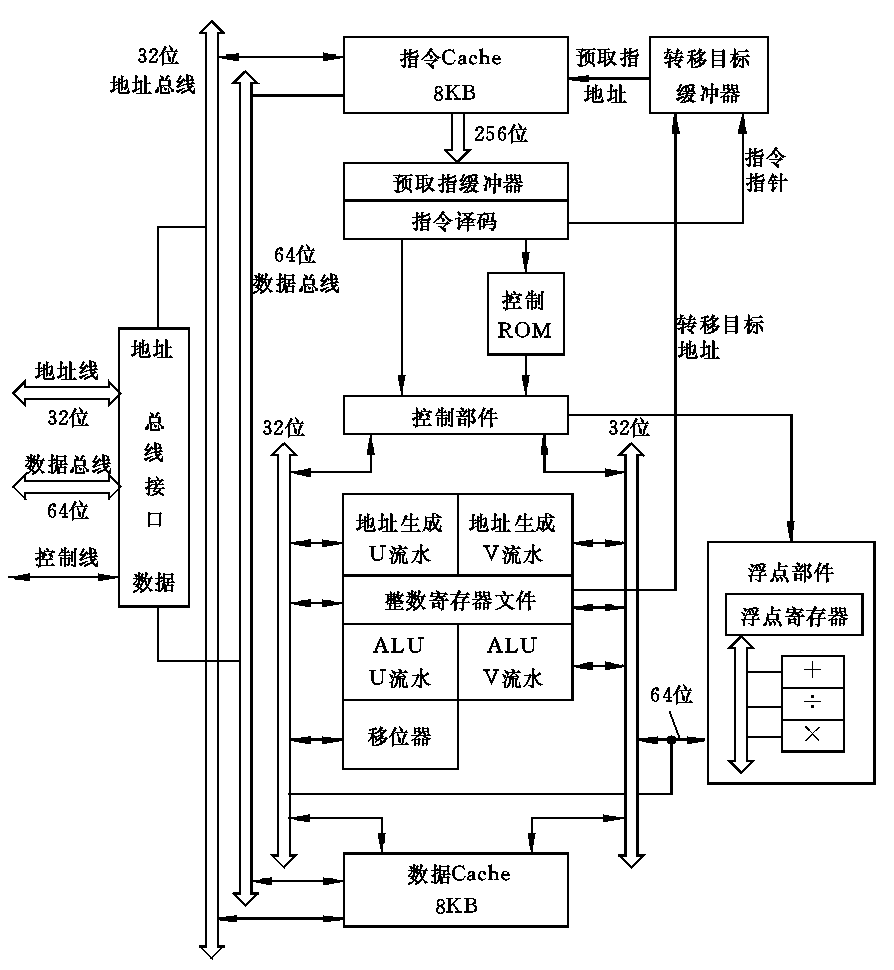 32位
地址总线
指令Cache
8KB
预取指
地址
转移目标
缓冲器
256位
指令
指针
预取指缓冲器
指令译码
64位
数据总线
控制
ROM
转移目标
地址
地址
总
线
接
口
数据
地址线
32位
数据总线
64位
控制线
控制部件
32位
32位
地址生成
U流水
地址生成
V流水
整数寄存器文件
ALU
U流水
ALU
V流水
移位器
浮点部件
浮点寄存器
+
÷
×
64位
数据Cache
8KB